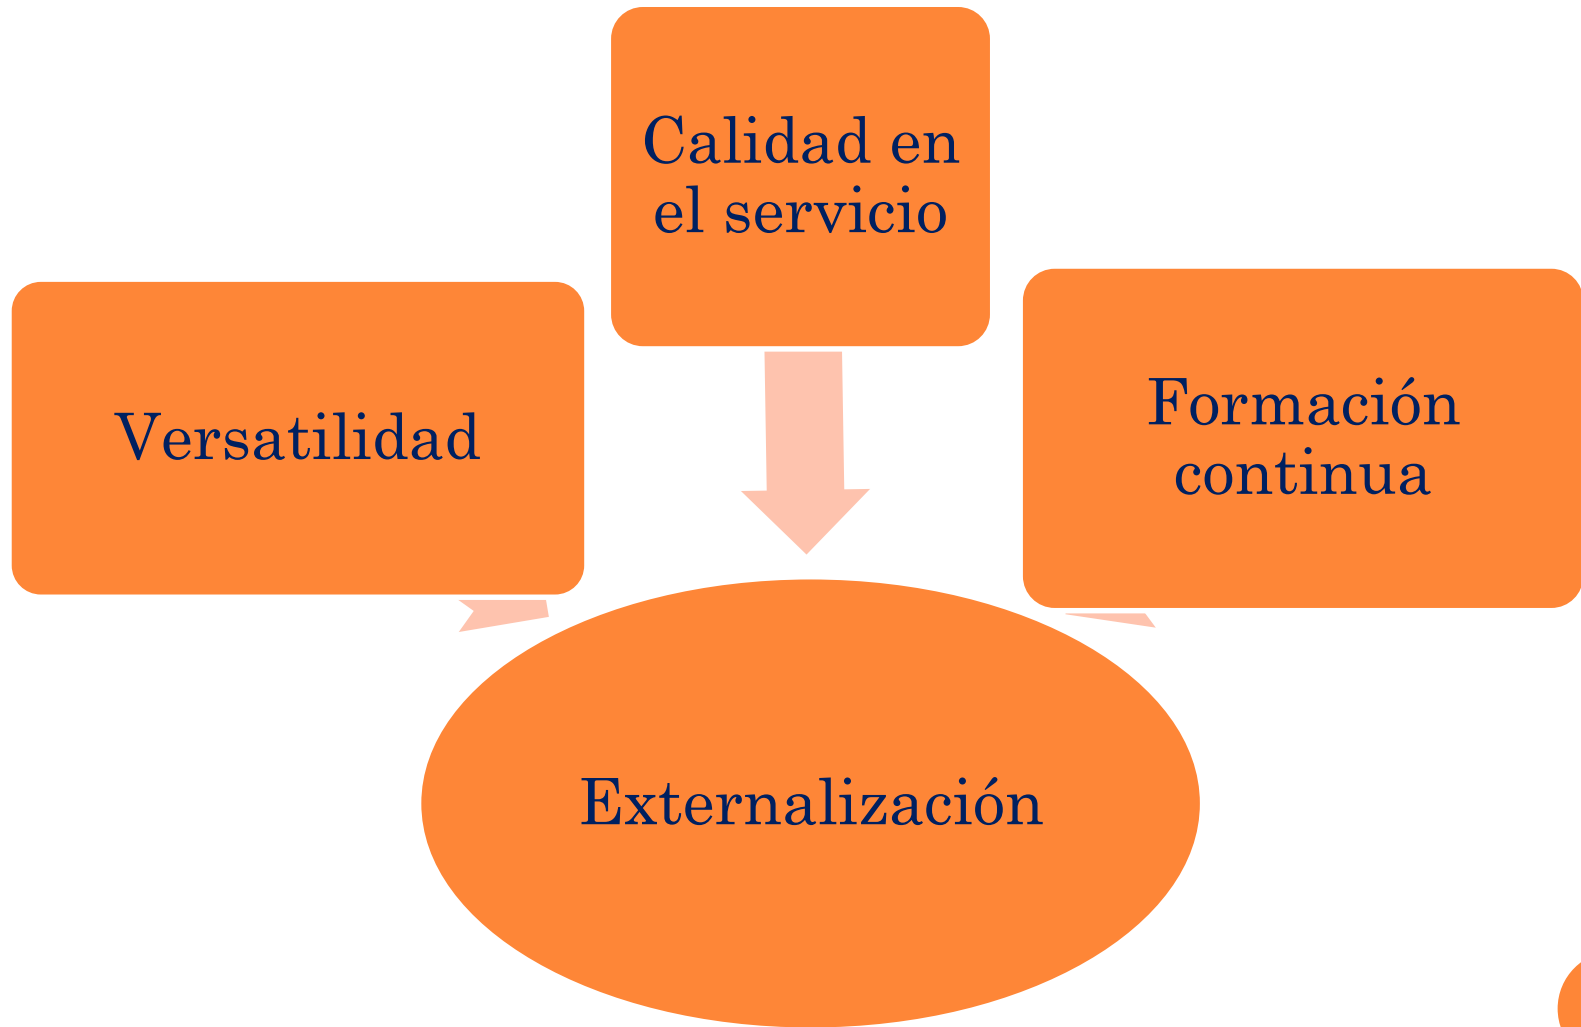 Calidad en
el servicio
Versatilidad
Formación
continua
Externalización